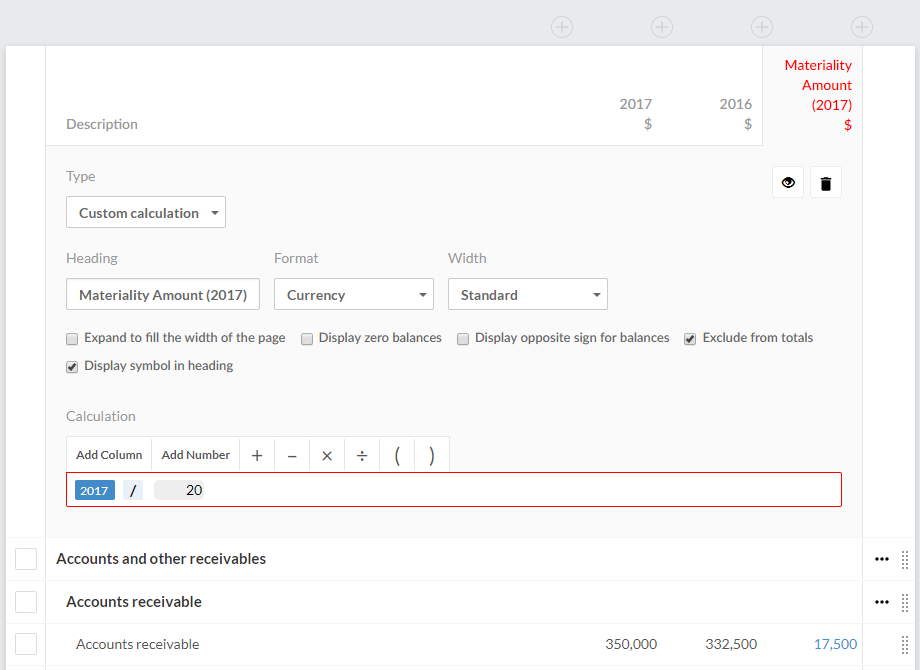 Materiality
Amount
2017 2016 (2017)
Description $ $ $
Type
Custom calculation
Heading Format Width
Materiality Amount (2017) Currency Standard
Expand to fill the width of the page Display zero balances Display opposite sign for balances Exclude from totals
Display symbol in heading
Calculation
Add Column Add Number + − × ÷ ( )
2017 / 20
Accounts and other receivables
Accounts receivable
Accounts receivable 350,000 332,500 17,500